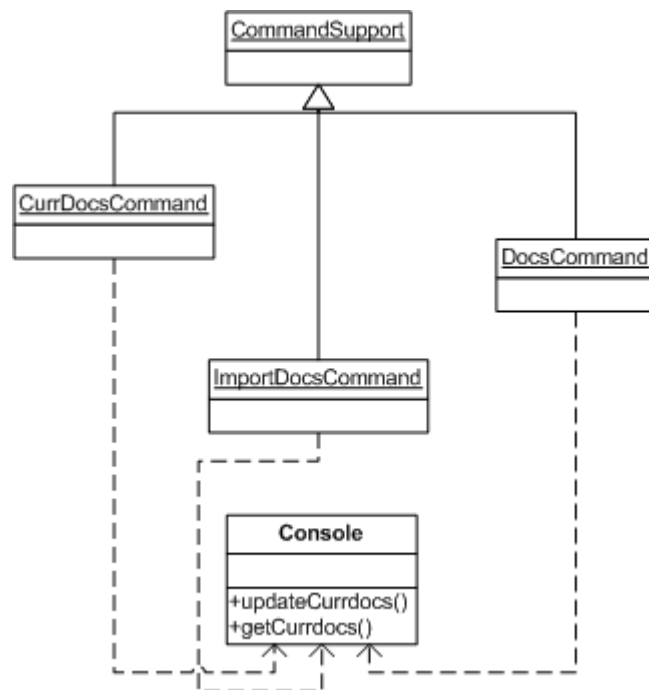 CommandSupport
CurrDocsCommand
DocsCommand
ImportDocsCommand
Console
+updateCurrdocs()
+getCurrdocs()